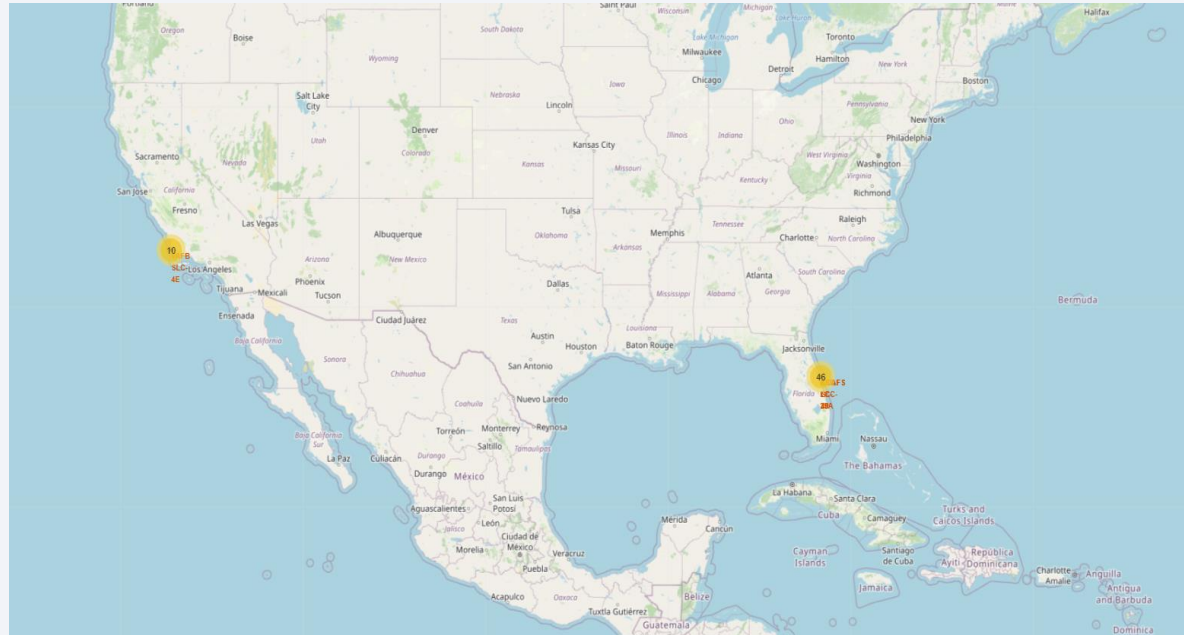 Portland
Saint Paul
Wisconsin
Michigan
Halifax
Oregon
Boise
South Dakota
Lake Michigan
Lake Huron
Toronto
Wyoming
Milwaukee
Hamilton
New York
Detroit
Chicago
Boston
Salt Lake
City
Nebraska
Iowa
Lincoln
Pennsylvania
New York
Denver
Utah
Illinois
Indiana
Ohio
Philadelphia
Sacramento
Nevada
Colorado
Kansas City
Kansas
Missouri
West Virginia
Washington
Virginia
San Jose
California
Kentucky
Richmond
Fresno
Las Vegas
Tulsa
Raleigh
Albuquerque
Oklahoma
Memphis
Tennessee
Charlotte
North Carolina
10
Arizona
New Mexico
Arkansas
SLC-
Los Angeles
4E
Atlanta
South Carolina
Tijuana
Mexicali
Phoenix
Tucson
Dallas
Mississippi
Alabama
Georgia
Bermuda
Ensenada
Ciudad Juárez
Texas
Louisiana
Baja California
Austin
Houston
Baton Rouge
Jacksonville
Sonora
San Antonio
Chihuahua
46
Florida
Coahuila
Nuevo Laredo
Baja California
Sur
Torreón
Monterrey
Reynosa
Miami
Nassau
Saltillo
Tamaulipas
La Paz
Culiacán
Durango
Durango
México
The Bahamas
La Habana
Santa Clara
Aguascalientes
San Luis
Potosí
Cuba
Camaguey
Turks and
Caicos Islands
Jalisco
León
Mérida
Cancun
Morelia
Ciudad de
México
Veracruz
Cayman
Islands
Santiago
de Cuba
Ayiti
República
Dominicana
Puebla
Charlotte
Amalie
Anguilla
Antigua
and Barbuda
Jamaica
Acapulco
Oaxaca
Tuxtla Gutiérrez
Belize
Guatemala
Dominica